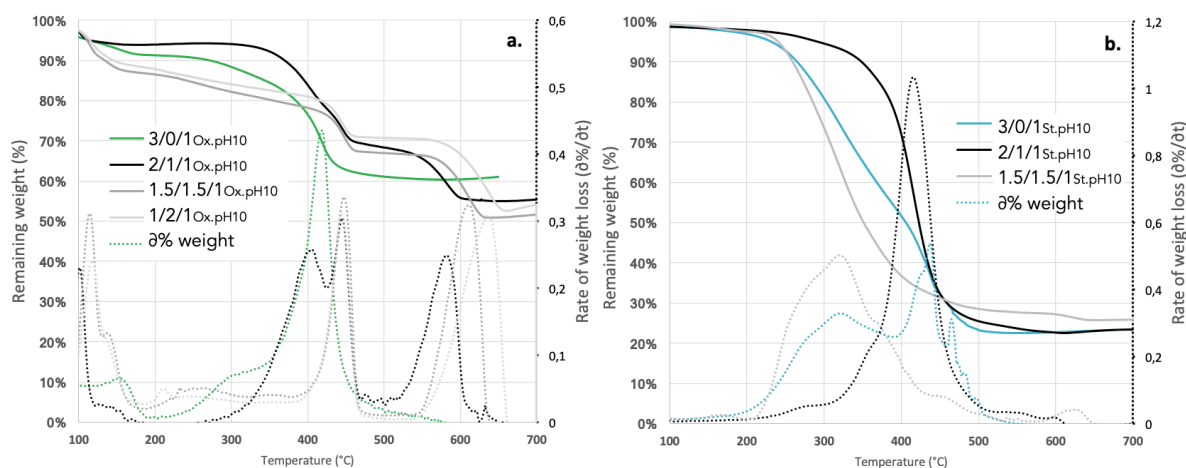 a.
Remaining weight (%)
100%
90%
80%
70%
60%
50%
40%
30%
20%
10%
0%
3/0/1Ox.pH10
2/1/1Ox.pH10
1.5/1.5/1Ox.pH10
1/2/1Ox.pH10
∂% weight
0,6
0,5
0,4
0,3
0,2
0,1
0
Rate of weight loss (∂%/∂t)
100 200 300 400 500 600 700
Temperature (°C)
b.
Remaining weight (%)
100%
90%
80%
70%
60%
50%
40%
30%
20%
10%
0%
3/0/1St.pH10
2/1/1St.pH10
1.5/1.5/1St.pH10
∂% weight
1,2
1
0,8
0,6
0,4
0,2
0
Rate of weight loss (∂%/∂t)
100 200 300 400 500 600 700
Temperature (°C)